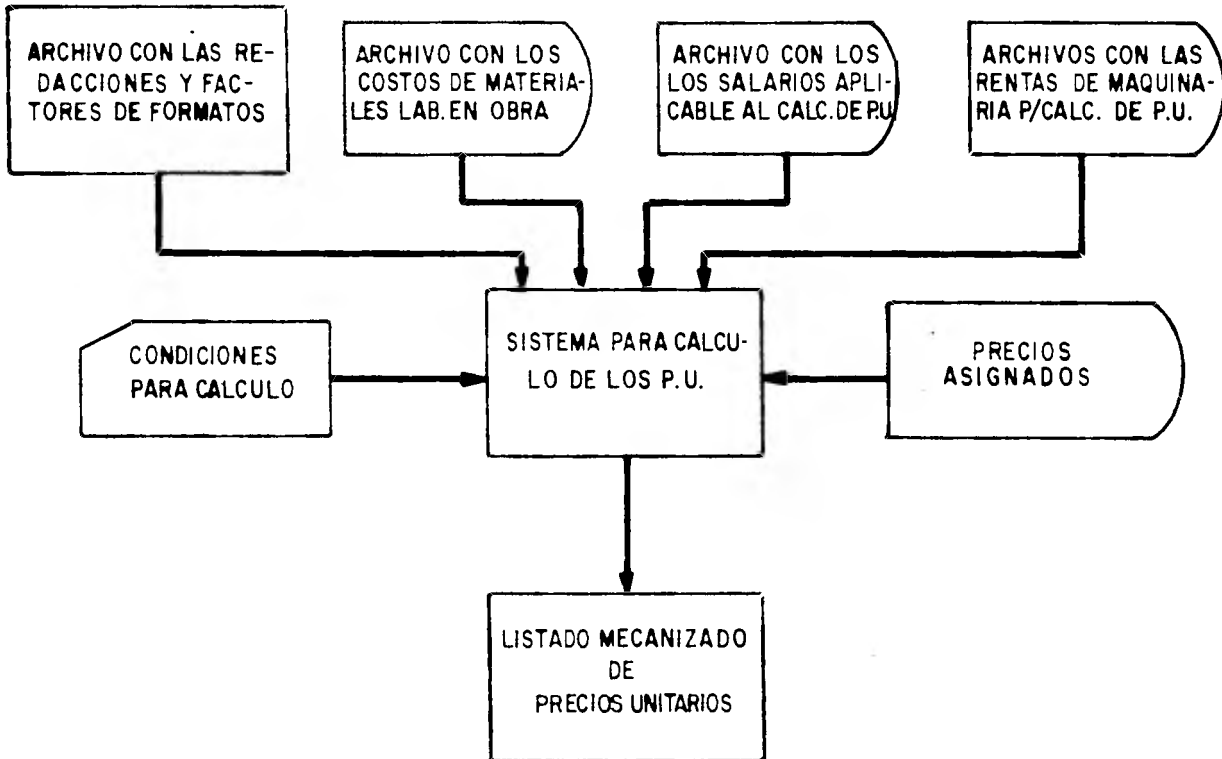 ARCHIVO CON LAS RE-
DACCIONES Y FAC-
TORES DE FORMATOS
ARCHIVO CON LOS
COSTOS DE MATERIA-
LES LAB. EN OBRA
ARCHIVO CON LOS
LOS SALARIOS APLI-
CABLE AL CALC. DE P.U.
ARCHIVOS CON LAS
RENTAS DE MAQUINA-
RIA P/CALC. DE P.U.
CONDICIONES
PARA CALCULO
SISTEMA PARA CALCU-
LO DE LOS P.U.
PRECIOS
ASIGNADOS
LISTADO MECANIZADO
DE
PRECIOS UNITARIOS